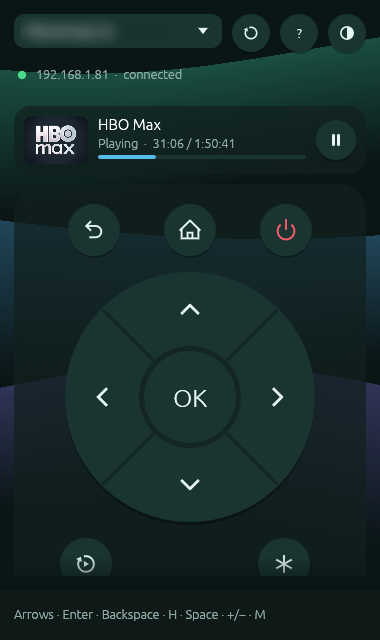 ?
192.168.1.81 · connected
HBO
max
HBO Max
Playing · 31:06 / 1:50:41
OK
Arrows · Enter · Backspace · H · Space · +/− · M